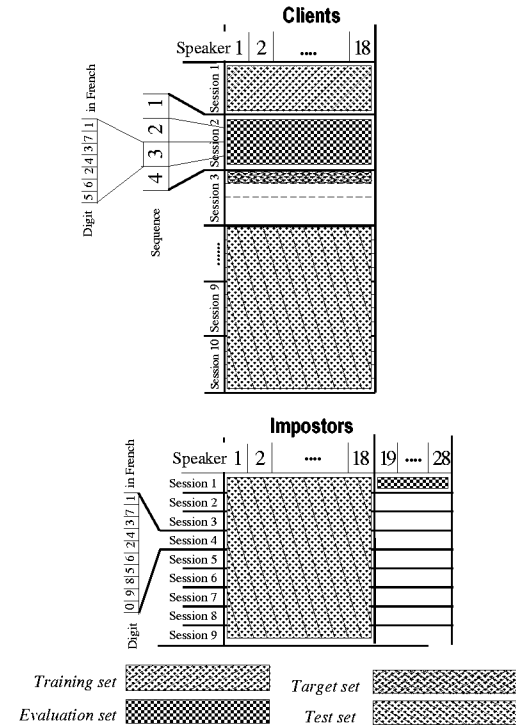 Clients
Speaker 1 2 .... 18
Session 1
Session 2
Session 3
......
Session 9
Session 10
1
2
3
4
Sequence
Digit 5 6 2 4 3 7 1 in French
Impostors
Speaker 1 2 .... 18 19 .... 28
Session 1
Session 2
Session 3
Session 4
Session 5
Session 6
Session 7
Session 8
Session 9
Digit 0 9 8 5 6 2 4 3 7 1 in French
Training set
Target set
Evaluation set
Test set